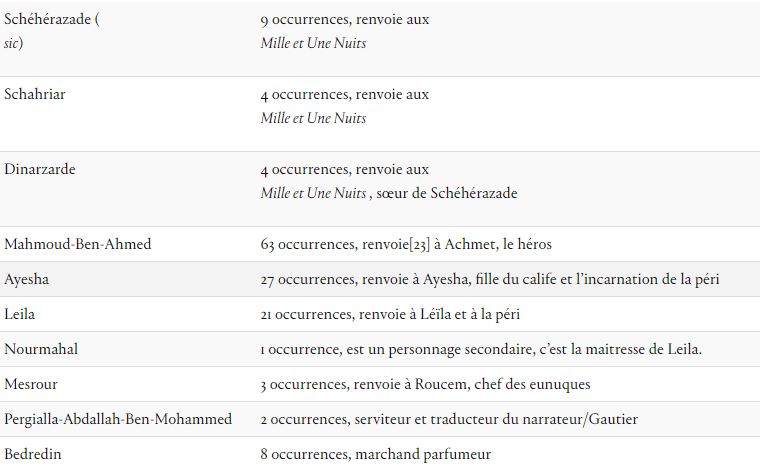 Schéhérazade ( 9 occurrences, renvoie aux
sic) Mille et Une Nuits
Schahriar 4 occurrences, renvoie aux
Mille et Une Nuits
Dinarzarde 4 occurrences, renvoie aux
Mille et Une Nuits , sœur de Schéhérazade
Mahmoud-Ben-Ahmed 63 occurrences, renvoie[23] à Achmet, le héros
Ayesha 27 occurrences, renvoie à Ayesha, fille du calife et l’incarnation de la péri
Leila 21 occurrences, renvoie à Léïla et à la péri
Nourmahal 1 occurrence, est un personnage secondaire, c’est la maitresse de Leila.
Mesrour 3 occurrences, renvoie à Roucem, chef des eunuques
Pergialla-Abdallah-Ben-Mohammed 2 occurrences, serviteur et traducteur du narrateur/Gautier
Bedredin 8 occurrences, marchand parfumeur